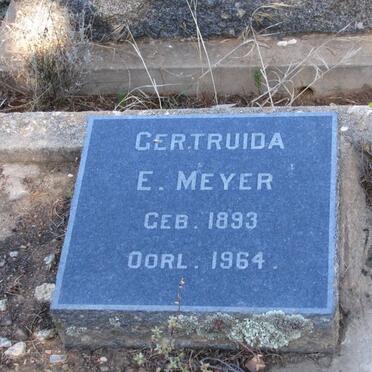 GERTRUIDA
E. MEYER
GEB. 1893
OORL. 1964.